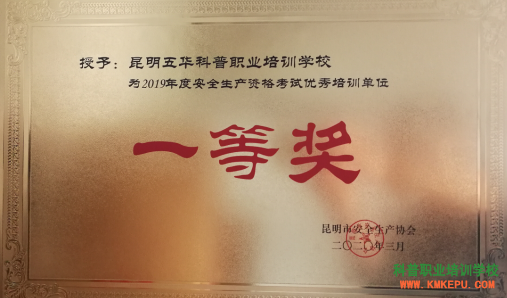 授予：昆明五华科普职业培训学校
为2019年度安全生产资格考试优秀培训单位
一等奖
昆明市安全生产协会
二〇二〇年三月
科普职业培训学校
www.KMKEPU.com